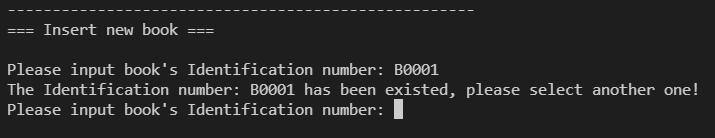 -----------------------------------------------------
=== Insert new book ===
Please input book's Identification number: B0001
The Identification number: B0001 has been existed, please select another one!
Please input book's Identification number: